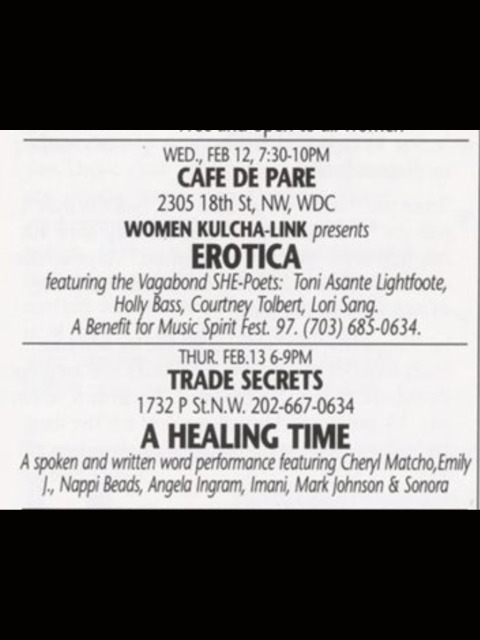 WED., FEB 12, 7:30-10PM
CAFE DE PARE
2305 18th St, NW, WDC
WOMEN KULCHA-LINK presents
EROTICA
featuring the Vagabond SHE-Poets: Toni Asante Lightfoote,
Holly Bass, Courtney Tolbert, Lori Sang.
A Benefit for Music Spirit Fest. 97. (703) 685-0634.
THUR. FEB.13 6-9PM
TRADE SECRETS
1732 P St.N.W. 202-667-0634
A HEALING TIME
A spoken and written word performance featuring Cheryl Matcho,Emily
J., Nappi Beads, Angela Ingram, Imani, Mark Johnson & Sonora